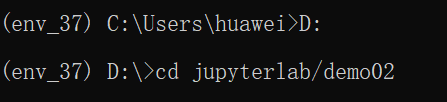 (env_37) C:\Users\huawei>D:
(env_37) D:\>cd jupyterlab/demo02